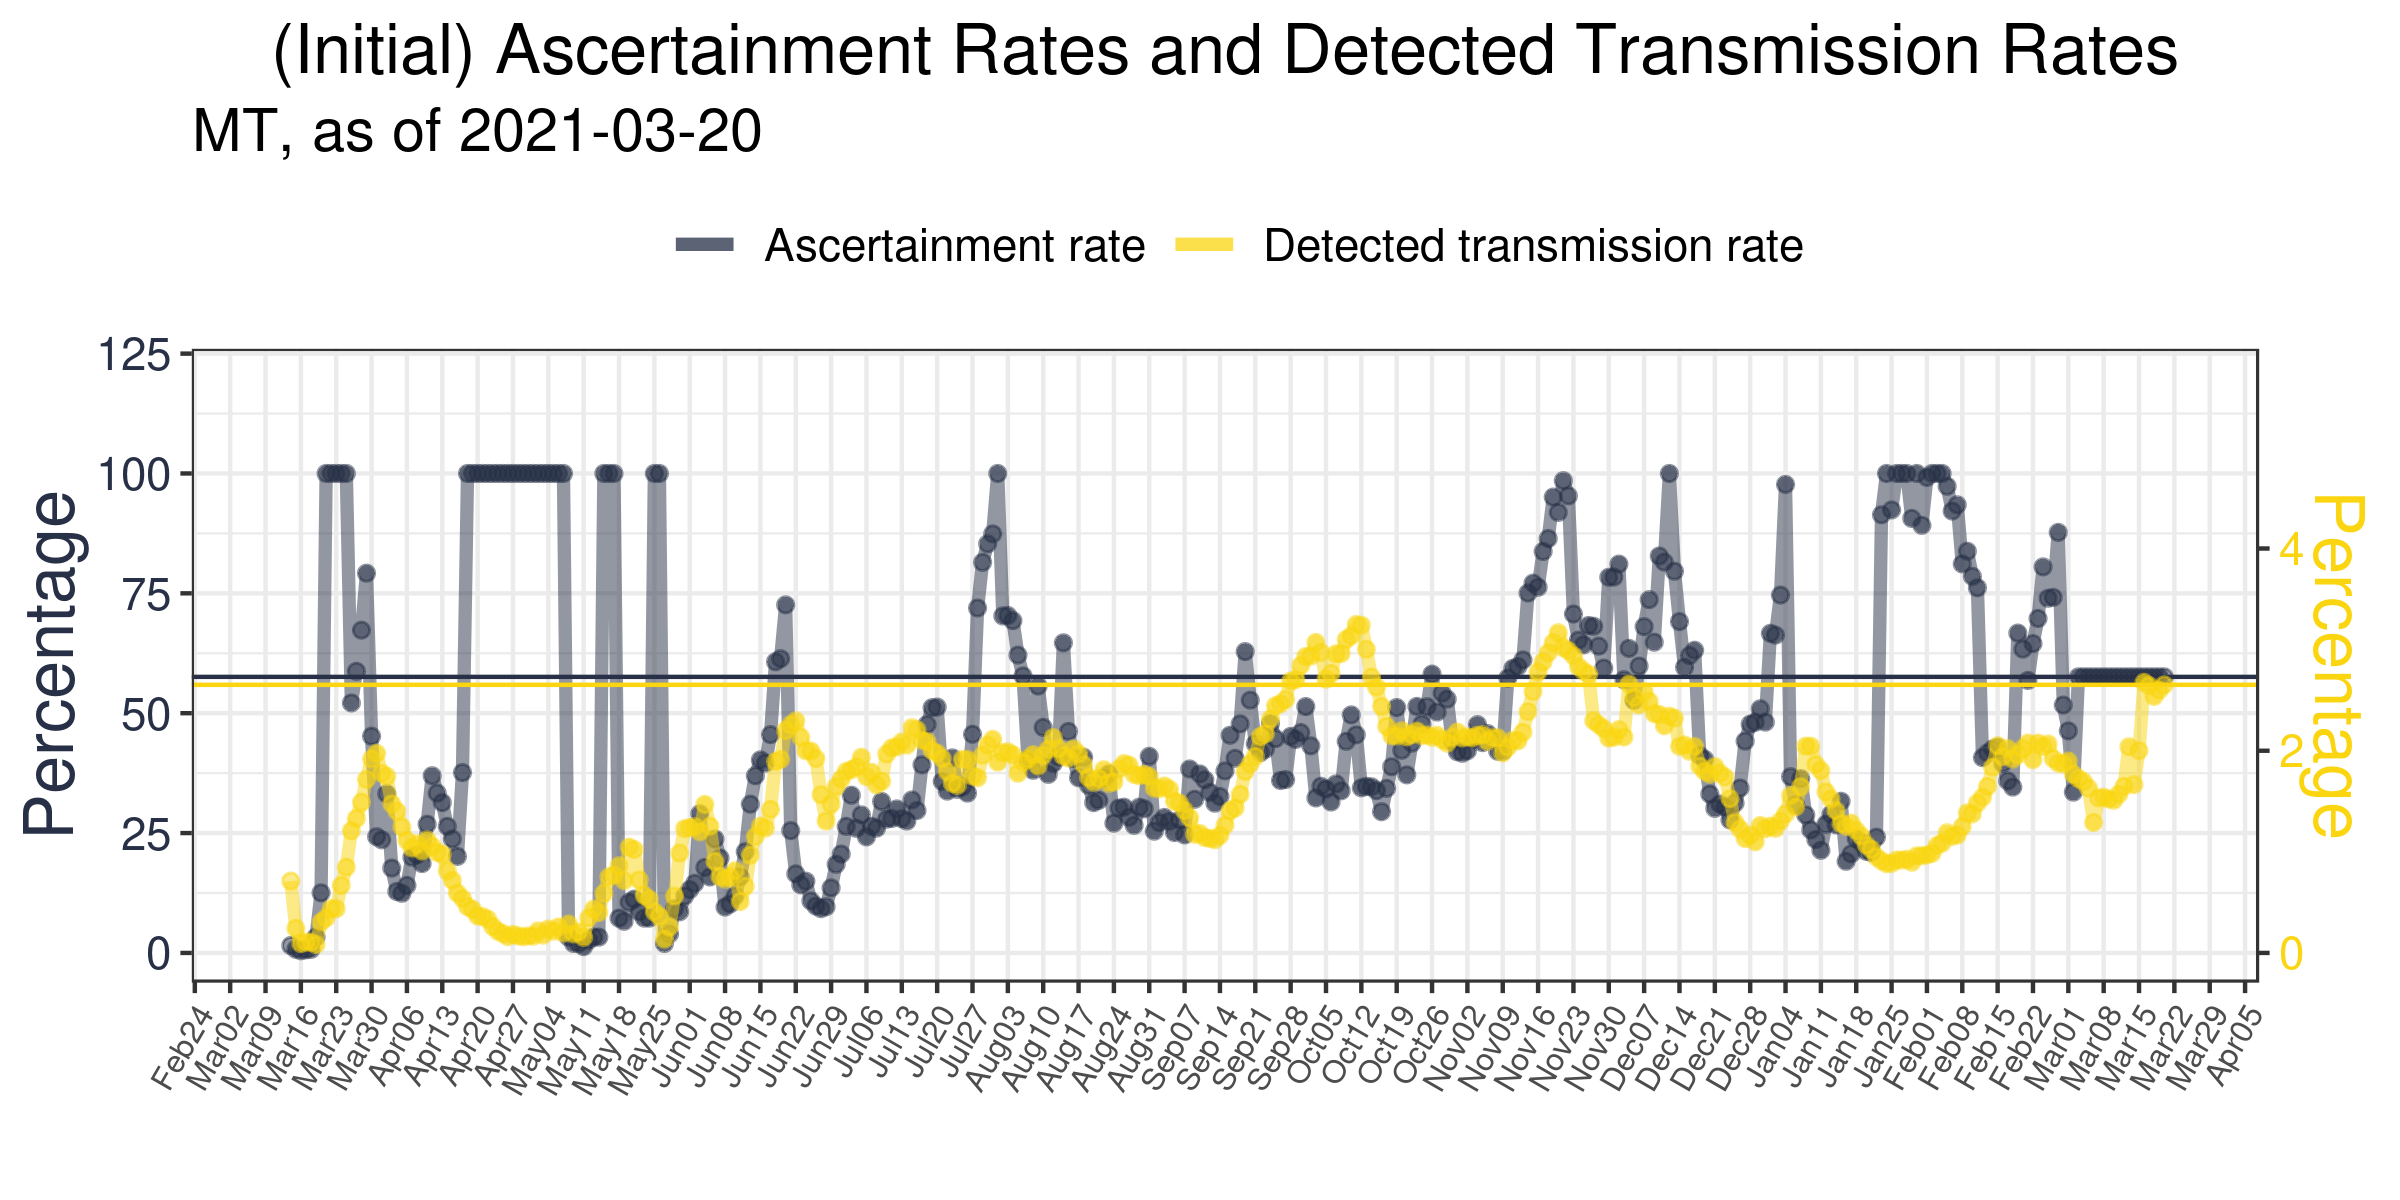 (Initial) Ascertainment Rates and Detected Transmission Rates
MT, as of 2021-03-20
Ascertainment rate Detected transmission rate
Percentage
125
100
75
50
25
0
4
2
0
Percentage
Feb24 Mar02 Mar09 Mar16 Mar23 Mar30 Apr06 Apr13 Apr20 Apr27 May04 May11 May18 May25 Jun01 Jun08 Jun15 Jun22 Jun29 Jul06 Jul13 Jul20 Jul27 Aug03 Aug10 Aug17 Aug24 Aug31 Sep07 Sep14 Sep21 Sep28 Oct05 Oct12 Oct19 Oct26 Nov02 Nov09 Nov16 Nov23 Nov30 Dec07 Dec14 Dec21 Dec28 Jan04 Jan11 Jan18 Jan25 Feb01 Feb08 Feb15 Feb22 Mar01 Mar08 Mar15 Mar22 Mar29 Apr05